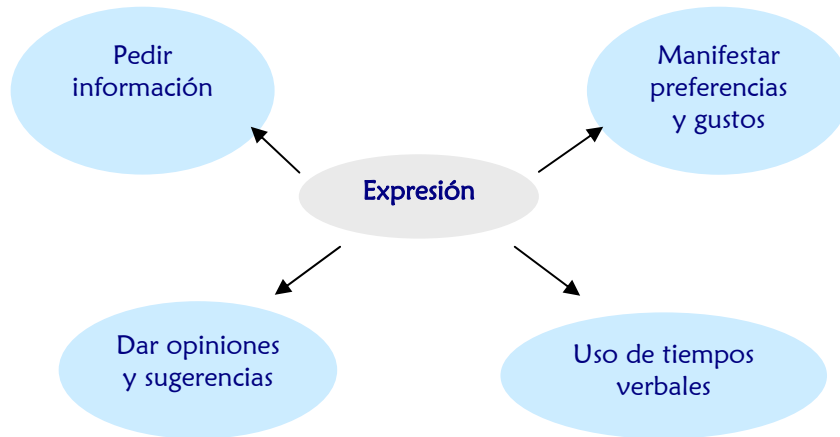 Pedir
información
Manifestar
preferencias
y gustos
Expresión
Dar opiniones
y sugerencias
Uso de tiempos
verbales